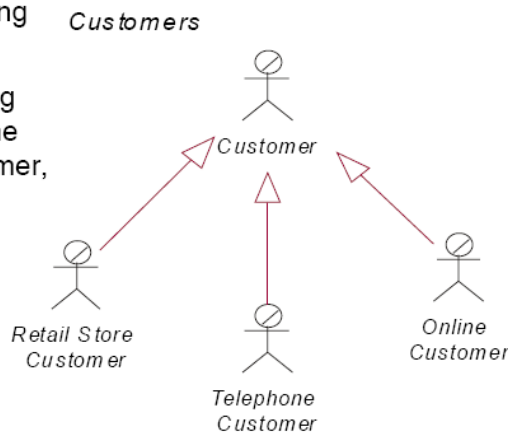 Customers
Customer
Retail Store
Customer
Telephone
Customer
Online
Customer